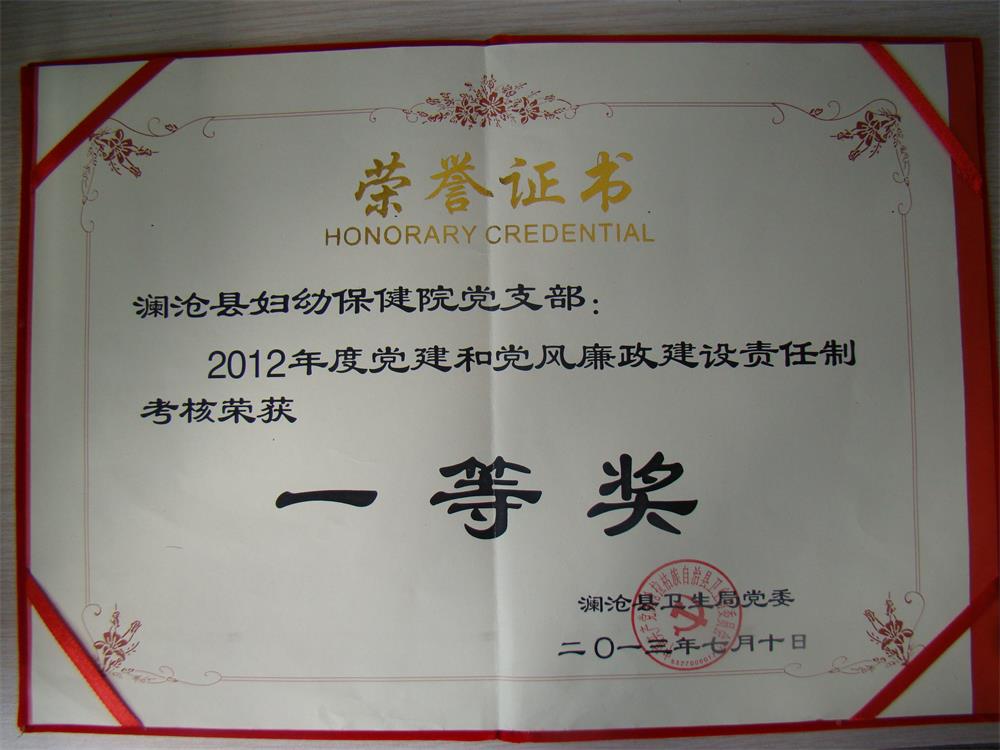 荣誉证书
HONORARY CREDENTIAL
澜沧县妇幼保健院党支部：
2012年度党建和党风廉政建设责任制
考核荣获
一等奖
澜沧县卫生局党委
二〇一三年七月十日